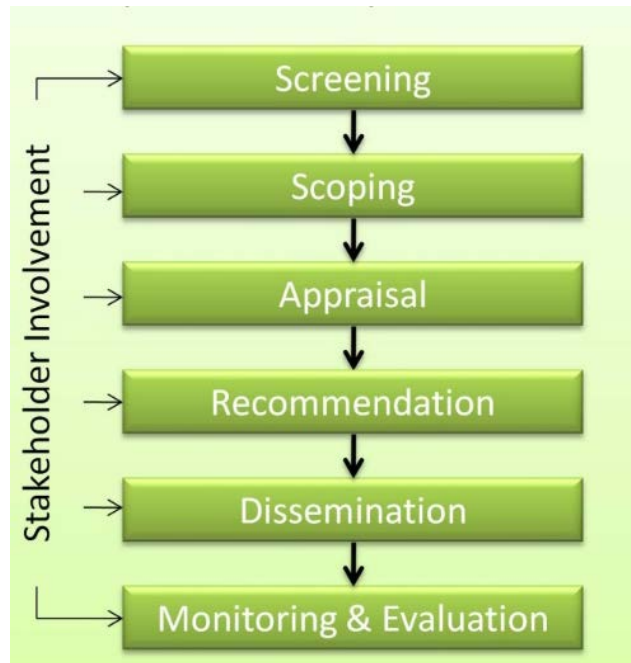 Stakeholder Involvement
Screening
Scoping
Appraisal
Recommendation
Dissemination
Monitoring & Evaluation